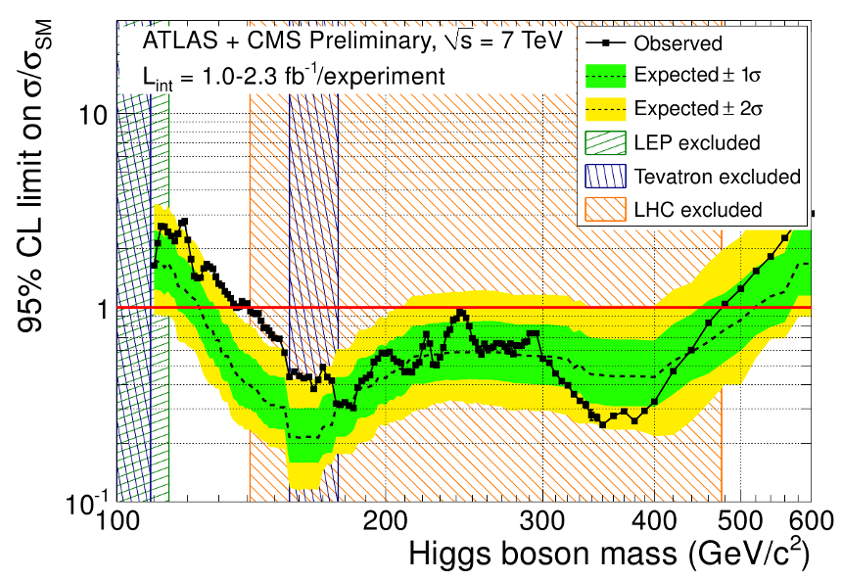 95% CL limit on σ/σSM
ATLAS + CMS Preliminary, √s = 7 TeV
Lint = 1.0-2.3 fb⁻¹/experiment
Observed
Expected ± 1σ
Expected ± 2σ
LEP excluded
Tevatron excluded
LHC excluded
10
1
10⁻¹
100
200
300
400
500
600
Higgs boson mass (GeV/c²)